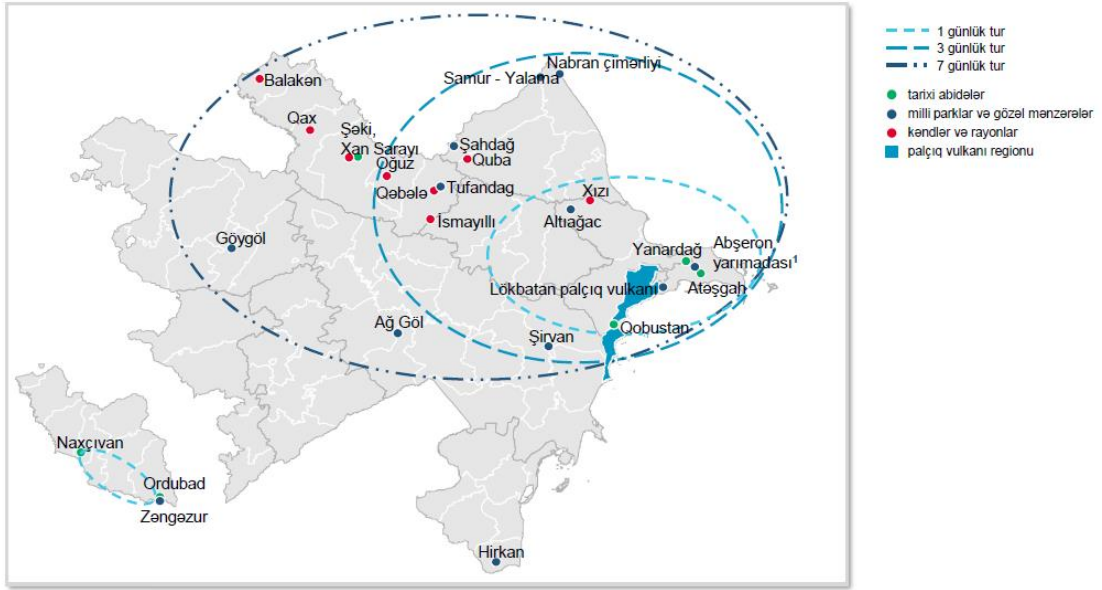 Nabran çimərliyi
Samur - Yalama
Balakən
Qax
Şəki,
Xan Sarayı
Oğuz
Şahdağ
Quba
Qəbələ
Tufandag
İsmayıllı
Xızı
Altıağac
Göygöl
Yanardağ
Abşeron
yarımadası¹
Atəşgah
Lökbatan palçıq vulkanı
Qobustan
Ağ Göl
Şirvan
Naxçıvan
Ordubad
Zəngəzur
Hirkan
1 günlük tur
3 günlük tur
7 günlük tur
tarixi abidələr
milli parklar və gözəl mənzərələr
kəndlər və rayonlar
palçıq vulkanı regionu